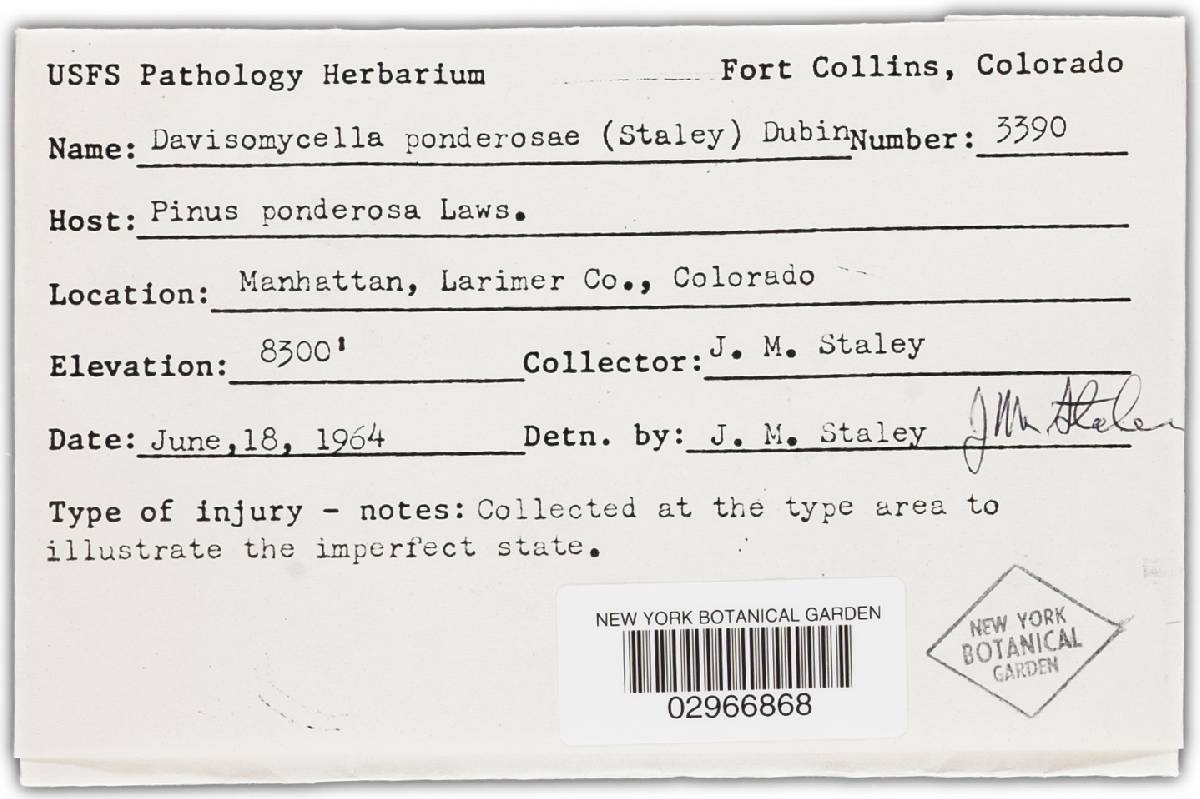 USFS Pathology Herbarium Fort Collins, Colorado
Name: Davisomycella ponderosae (Staley) Dubin Number: 3390
Host: Pinus ponderosa Laws.
Location: Manhattan, Larimer Co., Colorado
Elevation: 8300' Collector: J. M. Staley
Date: June,18, 1964 Detn. by: J. M. Staley J M Staley
Type of injury - notes: Collected at the type area to
illustrate the imperfect state.
NEW YORK BOTANICAL GARDEN
02966868
NEW YORK
BOTANICAL
GARDEN